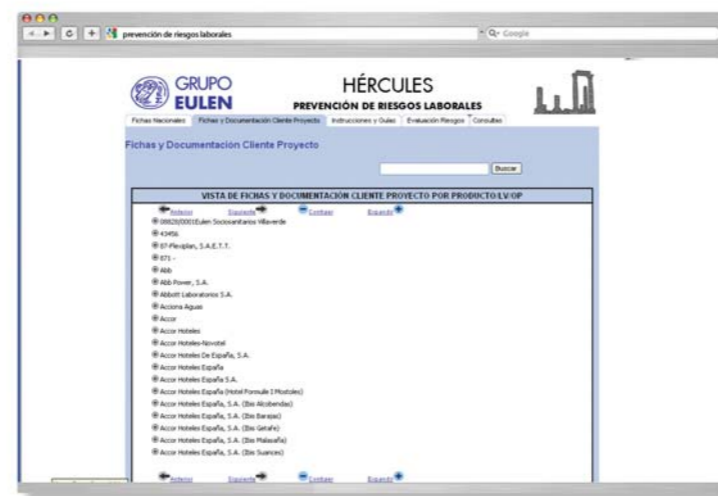 prevención de riesgos laborales
Google
GRUPO
EULEN
HÉRCULES
PREVENCIÓN DE RIESGOS LABORALES
Fichas Nacionales Fichas y Documentación Cliente Proyecto Instrucciones y Guías Evaluación Riesgos Consultas
Fichas y Documentación Cliente Proyecto
Buscar
VISTA DE FICHAS Y DOCUMENTACIÓN CLIENTE PROYECTO POR PRODUCTO/LV/OP
Anterior Siguiente Contraer Expandir
08828/0001Eulen Sociosanitarios Villaverde
43456
87-Flexiplan, S.A.E.T.T.
871 -
Abb
Abb Power, S.A.
Abbott Laboratorios S.A.
Acciona Aguas
Accor
Accor Hoteles
Accor Hoteles-Novotel
Accor Hoteles De España, S.A.
Accor Hoteles España
Accor Hoteles España S.A.
Accor Hoteles España (Hotel Formule I Mostoles)
Accor Hoteles España, S.A. (Ibis Alcobendas)
Accor Hoteles España, S.A. (Ibis Barajas)
Accor Hoteles España, S.A. (Ibis Getafe)
Accor Hoteles España, S.A. (Ibis Malasaña)
Accor Hoteles España, S.A. (Ibis Suances)
Anterior Siguiente Contraer Expandir